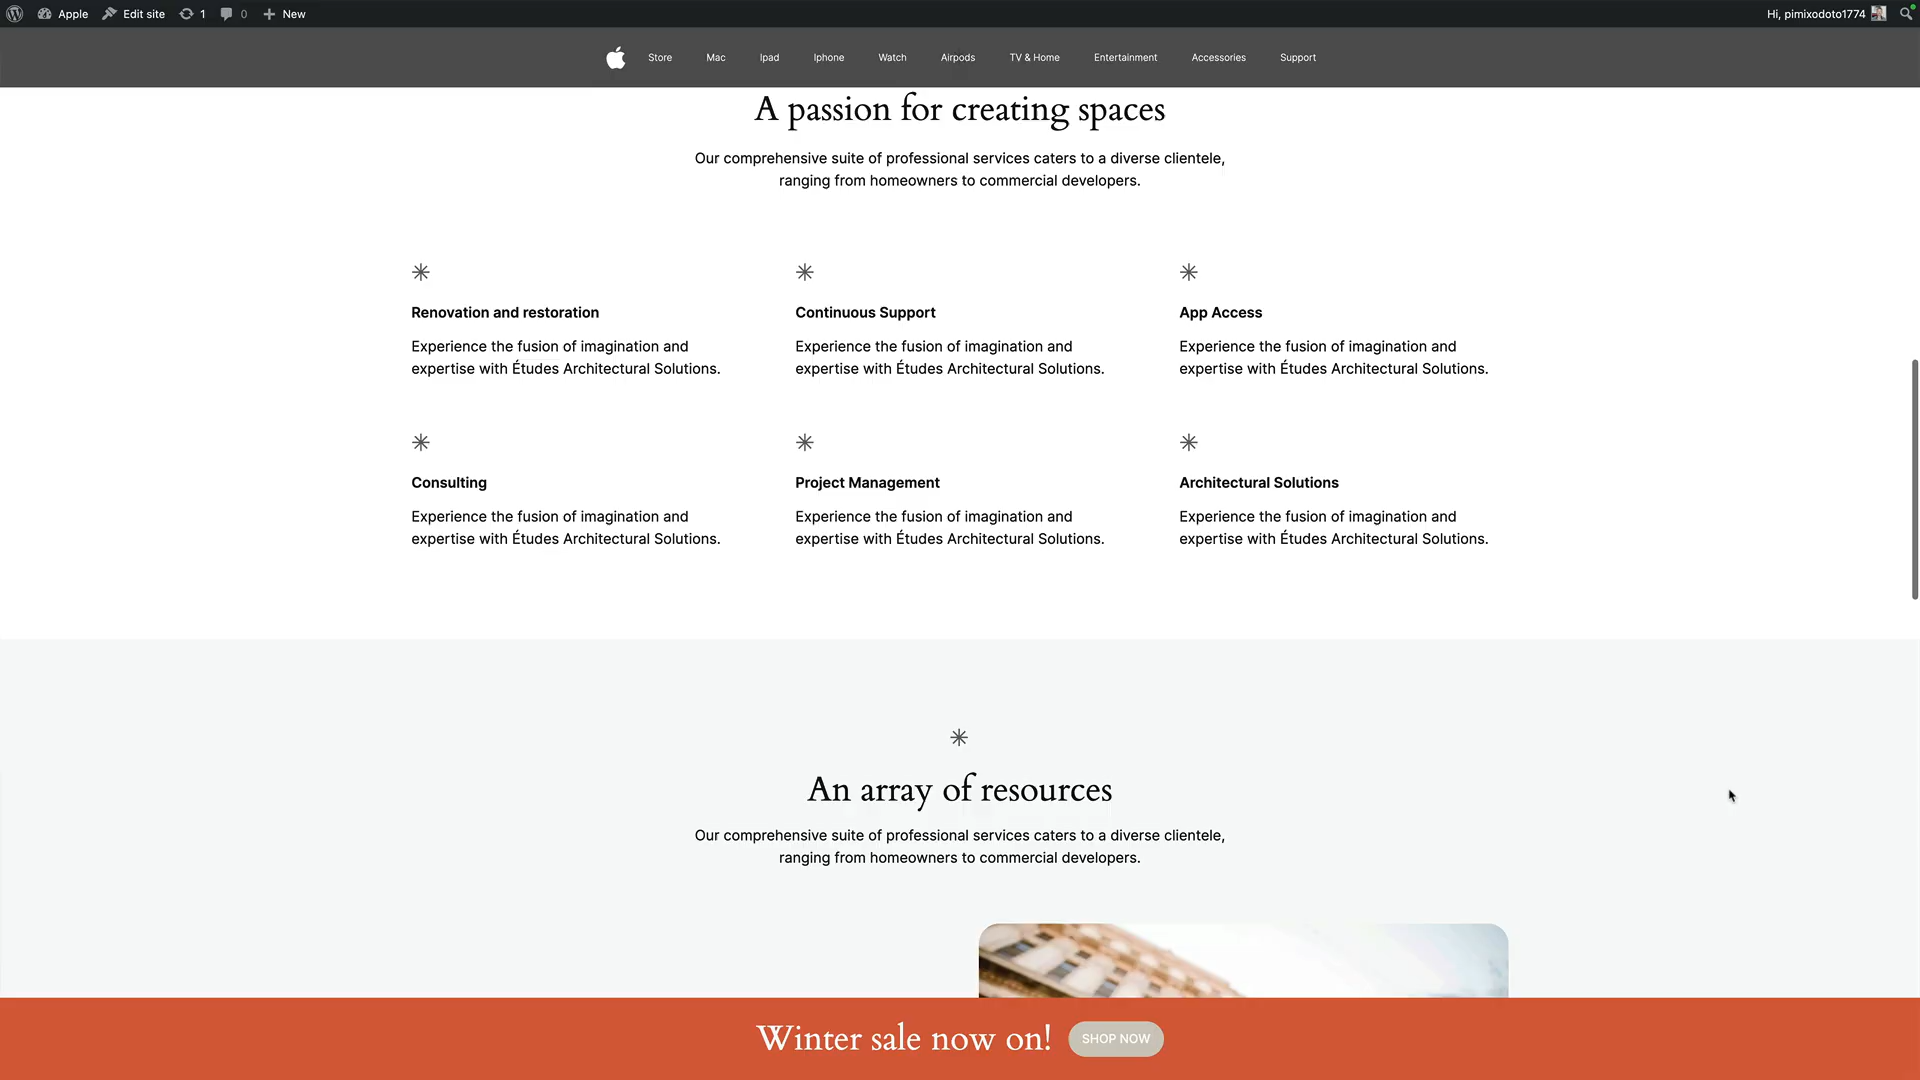 Apple Edit site 1 0 New Hi, pimixodoto1774
Store Mac Ipad Iphone Watch Airpods TV & Home Entertainment Accessories Support
A passion for creating spaces
Our comprehensive suite of professional services caters to a diverse clientele,
ranging from homeowners to commercial developers.
Renovation and restoration
Experience the fusion of imagination and
expertise with Études Architectural Solutions.
Continuous Support
Experience the fusion of imagination and
expertise with Études Architectural Solutions.
App Access
Experience the fusion of imagination and
expertise with Études Architectural Solutions.
Consulting
Experience the fusion of imagination and
expertise with Études Architectural Solutions.
Project Management
Experience the fusion of imagination and
expertise with Études Architectural Solutions.
Architectural Solutions
Experience the fusion of imagination and
expertise with Études Architectural Solutions.
An array of resources
Our comprehensive suite of professional services caters to a diverse clientele,
ranging from homeowners to commercial developers.
Winter sale now on! SHOP NOW